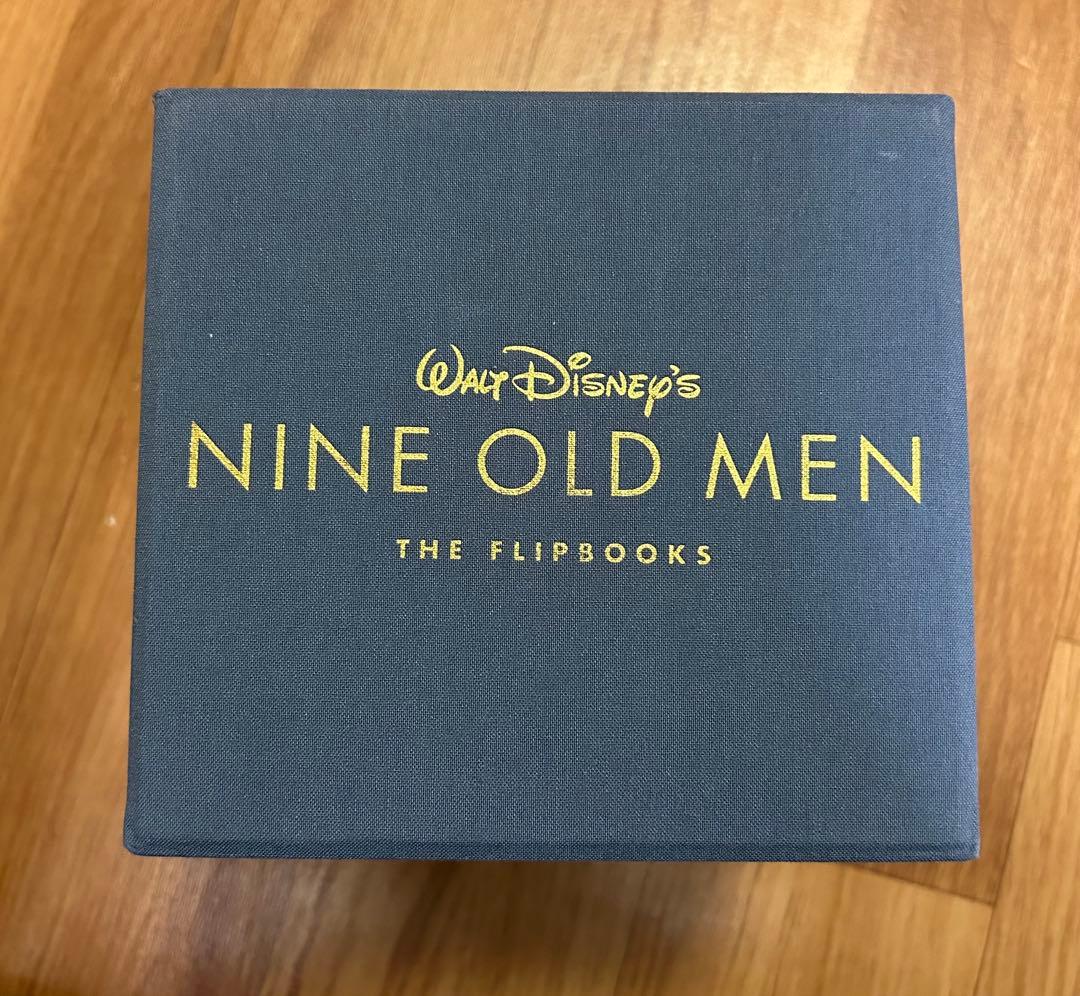 WALT DISNEY'S
NINE OLD MEN
THE FLIPBOOKS